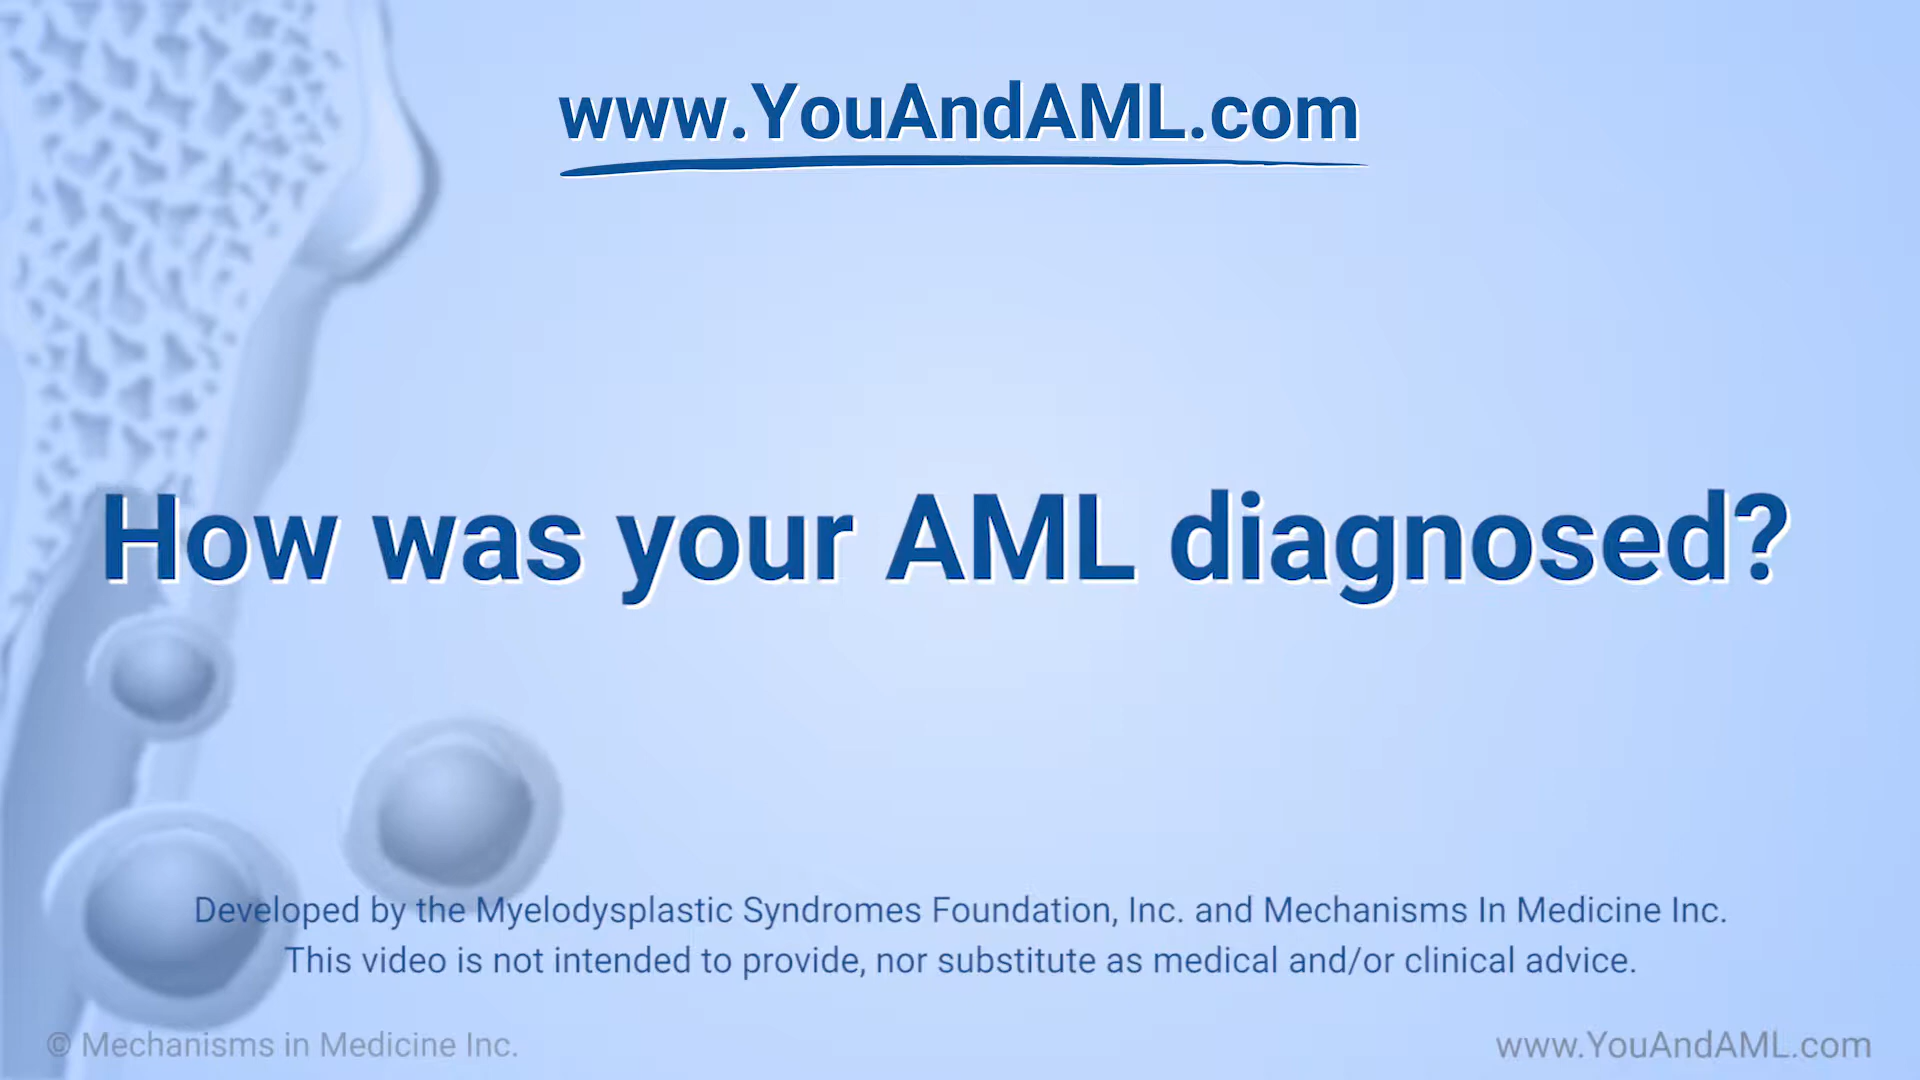 www.YouAndAML.com
How was your AML diagnosed?
Developed by the Myelodysplastic Syndromes Foundation, Inc. and Mechanisms In Medicine Inc.
This video is not intended to provide, nor substitute as medical and/or clinical advice.
© Mechanisms in Medicine Inc.
www.YouAndAML.com